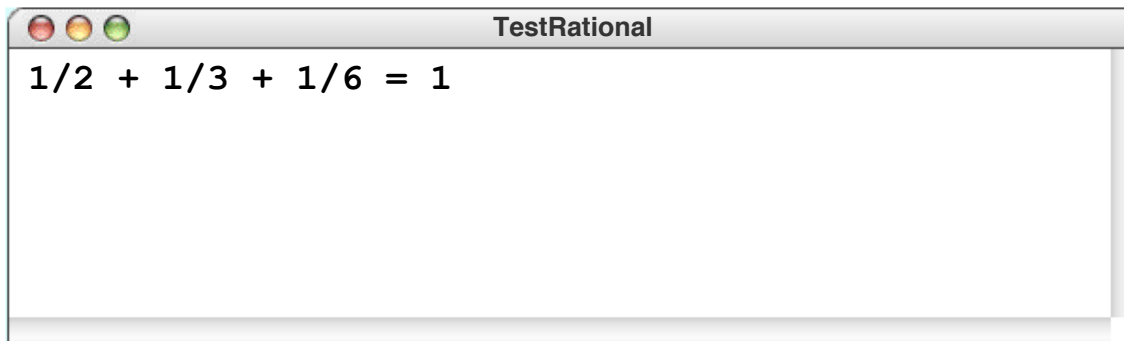 TestRational
1/2 + 1/3 + 1/6 = 1